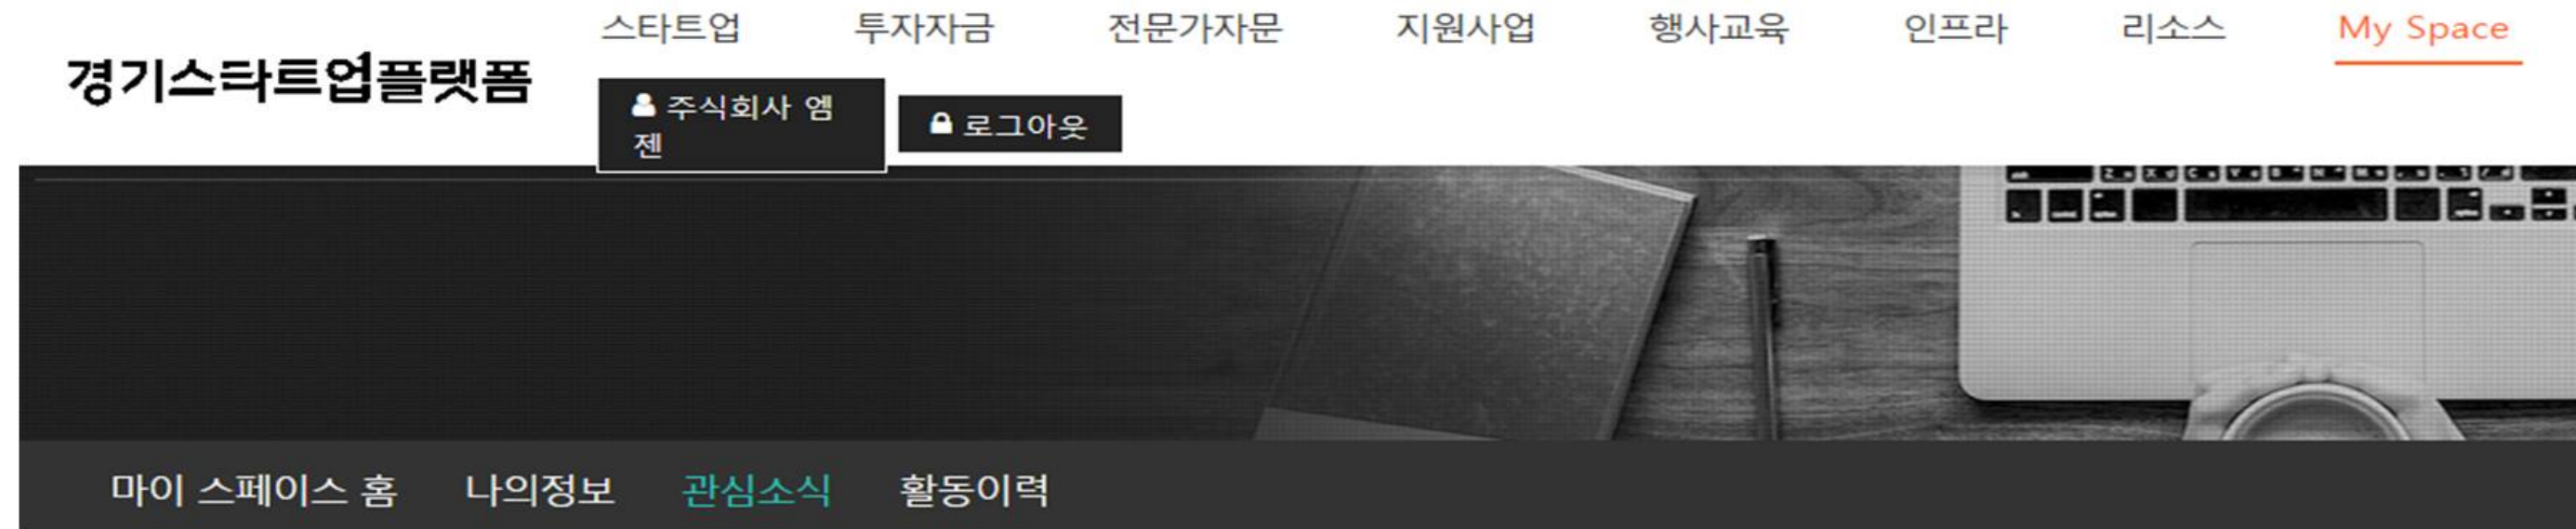 스타트업 투자자금 전문가자문 지원사업 행사교육 인프라 리소스 My Space
경기스타트업플랫폼
주식회사 엠
젠
로그아웃
마이 스페이스 홈 나의정보 관심소식 활동이력